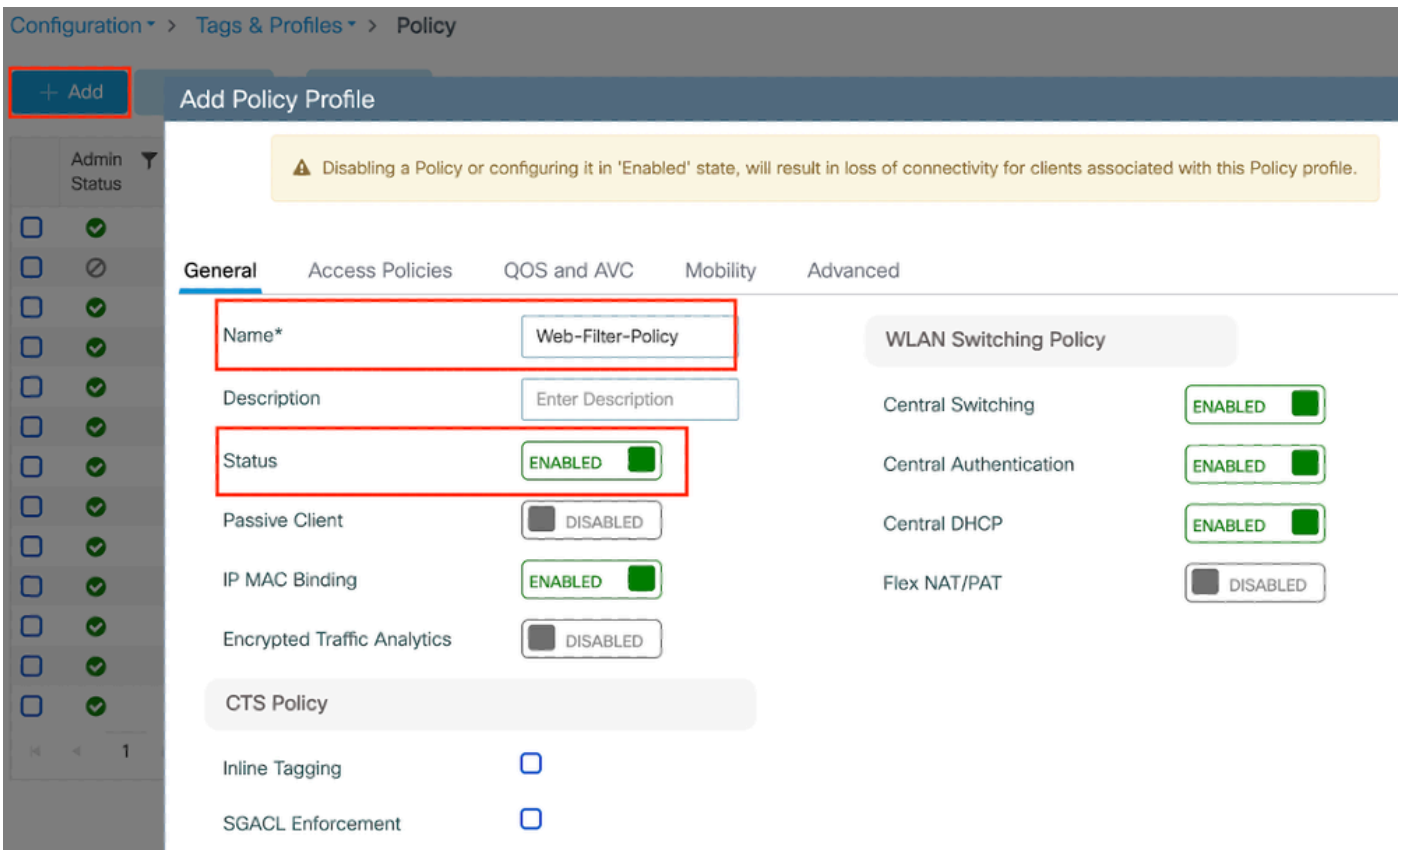 Configuration > Tags & Profiles > Policy
+ Add
Add Policy Profile
Admin Status
Disabling a Policy or configuring it in 'Enabled' state, will result in loss of connectivity for clients associated with this Policy profile.
General Access Policies QOS and AVC Mobility Advanced
Name* Web-Filter-Policy
Description Enter Description
Status ENABLED
Passive Client DISABLED
IP MAC Binding ENABLED
Encrypted Traffic Analytics DISABLED
CTS Policy
Inline Tagging
SGACL Enforcement
WLAN Switching Policy
Central Switching ENABLED
Central Authentication ENABLED
Central DHCP ENABLED
Flex NAT/PAT DISABLED
1